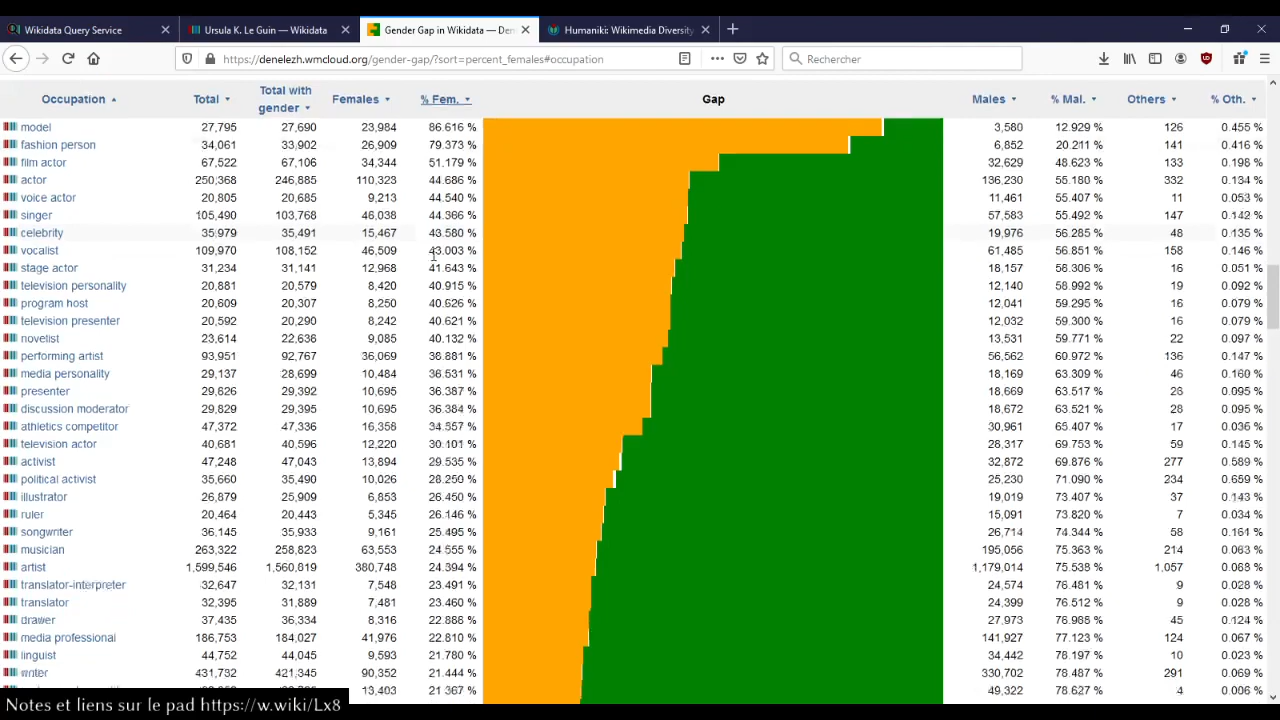 Wikidata Query Service
Ursula K. Le Guin — Wikidata
Gender Gap in Wikidata — Den
Humaniki: Wikimedia Diversity
https://denelezh.wmcloud.org/gender-gap/?sort=percent_females#occupation
Rechercher
Occupation Total Total with gender Females % Fem. Gap Males % Mal. Others % Oth.
model 27,795 27,690 23,984 86.616 % 3,580 12.929 % 126 0.455 %
fashion person 34,061 33,902 26,909 79.373 % 6,852 20.211 % 141 0.416 %
film actor 67,522 67,106 34,344 51.179 % 32,629 48.623 % 133 0.198 %
actor 250,368 246,885 110,323 44.686 % 136,230 55.180 % 332 0.134 %
voice actor 20,805 20,685 9,213 44.540 % 11,461 55.407 % 11 0.053 %
singer 105,490 103,768 46,038 44.366 % 57,583 55.492 % 147 0.142 %
celebrity 35,979 35,491 15,467 43.580 % 19,976 56.285 % 48 0.135 %
vocalist 109,970 108,152 46,509 43.003 % 61,485 56.851 % 158 0.146 %
stage actor 31,234 31,141 12,968 41.643 % 18,157 58.306 % 16 0.051 %
television personality 20,881 20,579 8,420 40.915 % 12,140 58.992 % 19 0.092 %
program host 20,609 20,307 8,250 40.626 % 12,041 59.295 % 16 0.079 %
television presenter 20,592 20,290 8,242 40.621 % 12,032 59.300 % 16 0.079 %
novelist 23,614 22,636 9,085 40.132 % 13,531 59.771 % 22 0.097 %
performing artist 93,951 92,767 36,069 38.881 % 56,562 60.972 % 136 0.147 %
media personality 29,137 28,699 10,484 36.531 % 18,169 63.309 % 46 0.160 %
presenter 29,826 29,392 10,695 36.387 % 18,669 63.517 % 28 0.095 %
discussion moderator 29,829 29,395 10,695 36.384 % 18,672 63.521 % 28 0.095 %
athletics competitor 47,372 47,336 16,358 34.557 % 30,961 65.407 % 17 0.036 %
television actor 40,681 40,596 12,220 30.101 % 28,317 69.753 % 59 0.145 %
activist 47,248 47,043 13,894 29.535 % 32,872 69.876 % 277 0.589 %
political activist 35,660 35,490 10,026 28.250 % 25,230 71.090 % 234 0.659 %
illustrator 26,879 25,909 6,853 26.450 % 19,019 73.407 % 37 0.143 %
ruler 20,464 20,443 5,345 26.146 % 15,091 73.820 % 7 0.034 %
songwriter 36,145 35,933 9,161 25.495 % 26,714 74.344 % 58 0.161 %
musician 263,322 258,823 63,553 24.555 % 195,056 75.363 % 214 0.083 %
artist 1,599,546 1,560,819 380,748 24.394 % 1,179,014 75.538 % 1,057 0.068 %
translator-interpreter 32,647 32,131 7,548 23.491 % 24,574 76.481 % 9 0.028 %
translator 32,395 31,889 7,481 23.460 % 24,399 76.512 % 9 0.028 %
drawer 37,435 36,334 8,316 22.888 % 27,973 76.988 % 45 0.124 %
media professional 186,753 184,027 41,976 22.810 % 141,927 77.123 % 124 0.067 %
linguist 44,752 44,045 9,593 21.780 % 34,442 78.197 % 10 0.023 %
writer 431,732 421,345 90,352 21.444 % 330,702 78.487 % 291 0.069 %
13,403 21.367 % 49,322 78.627 % 4 0.006 %
Notes et liens sur le pad https://w.wiki/Lx8